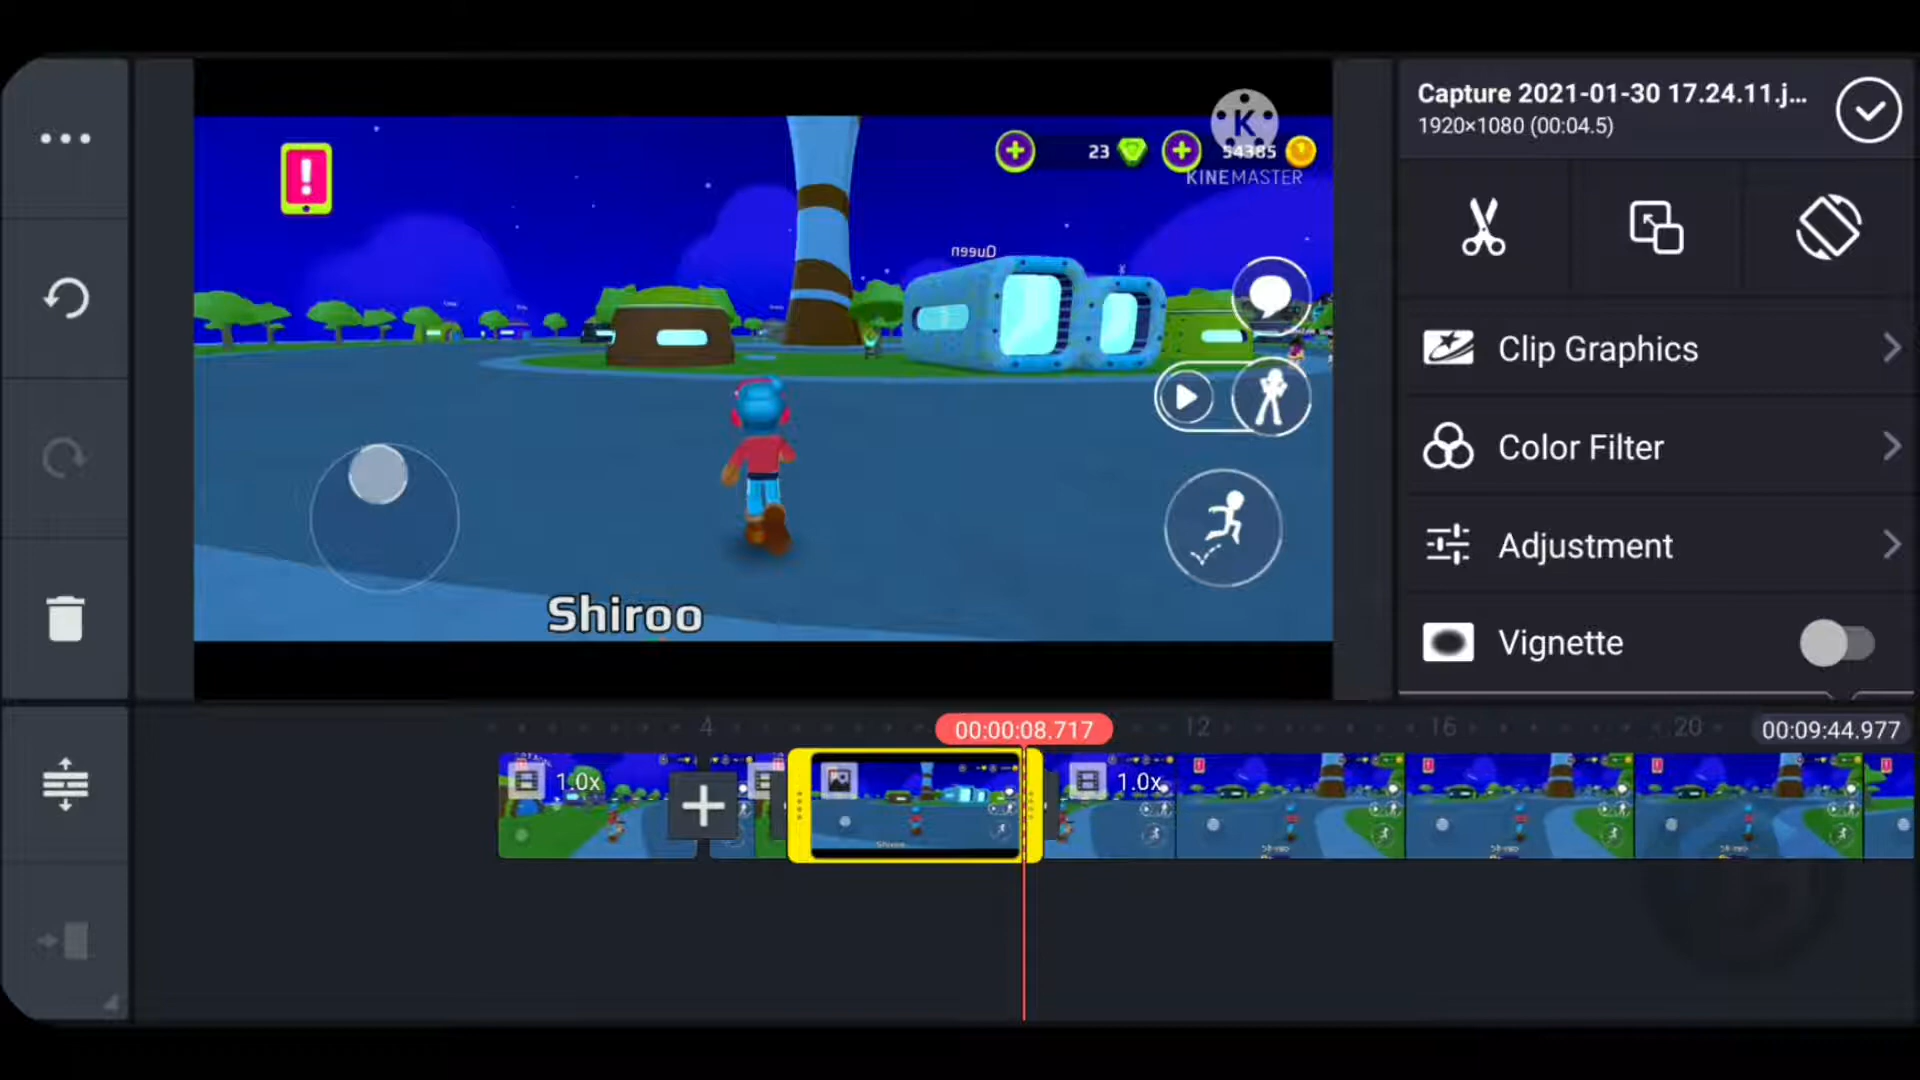 Capture 2021-01-30 17.24.11.j...
1920×1080 (00:04.5)
23
54385
KINEMASTER
Queen
Shiroo
Clip Graphics
Color Filter
Adjustment
Vignette
4
00:00:08.717
12
16
20
00:09:44.977
1.0x
1.0x